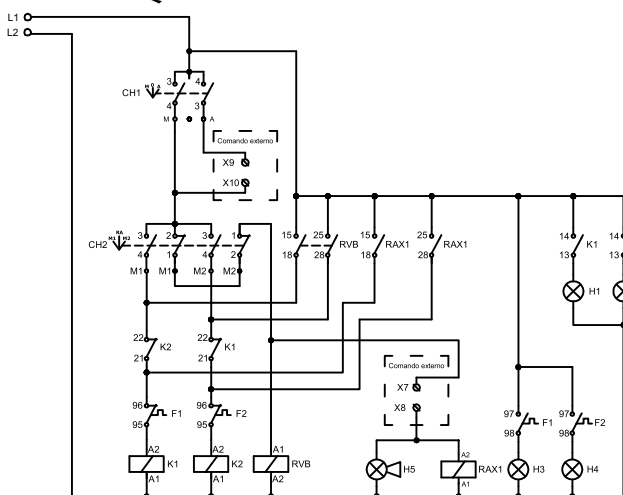 L1
L2
3 4
M 0 A
CH1
4 3
M A
Comando externo
X9
X10
RA
M1 M2
3 2 3 1 15 25 15 25 14 14
CH2 RVB RAX1 RAX1 K1
4 1 4 2 18 28 18 28 13 13
M1 M1 M2 M2
H1
22 K2 22 K1
21 21
Comando externo
X7
X8
96 F1 96 F2
95 95
97 F1 97 F2
98 98
A2 A2 A1 A2
K1 K2 RVB H5 RAX1 H3 H4
A1 A1 A2 A1